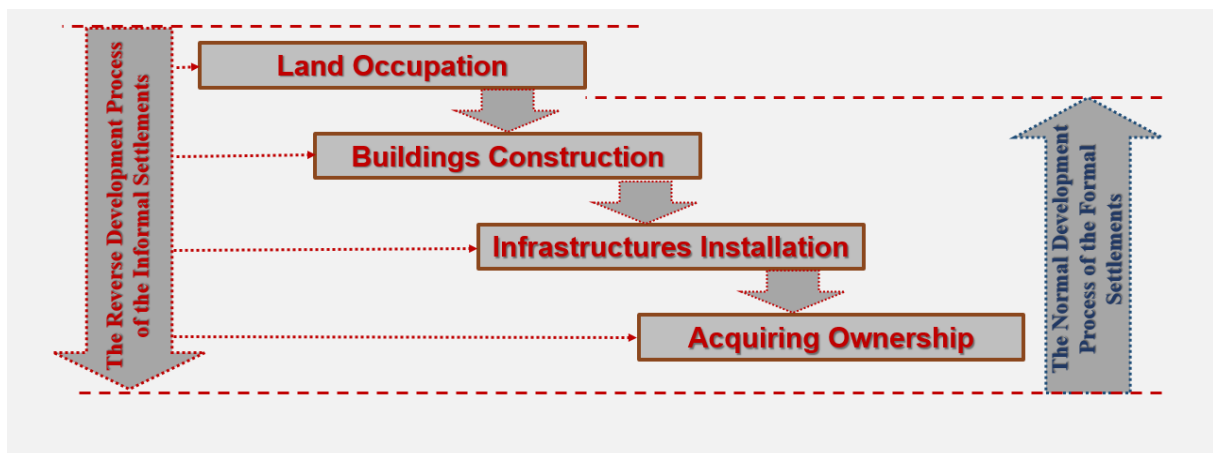 The Reverse Development Process
of the Informal Settlements
Land Occupation
Buildings Construction
Infrastructures Installation
Acquiring Ownership
The Normal Development
Process of the Formal
Settlements